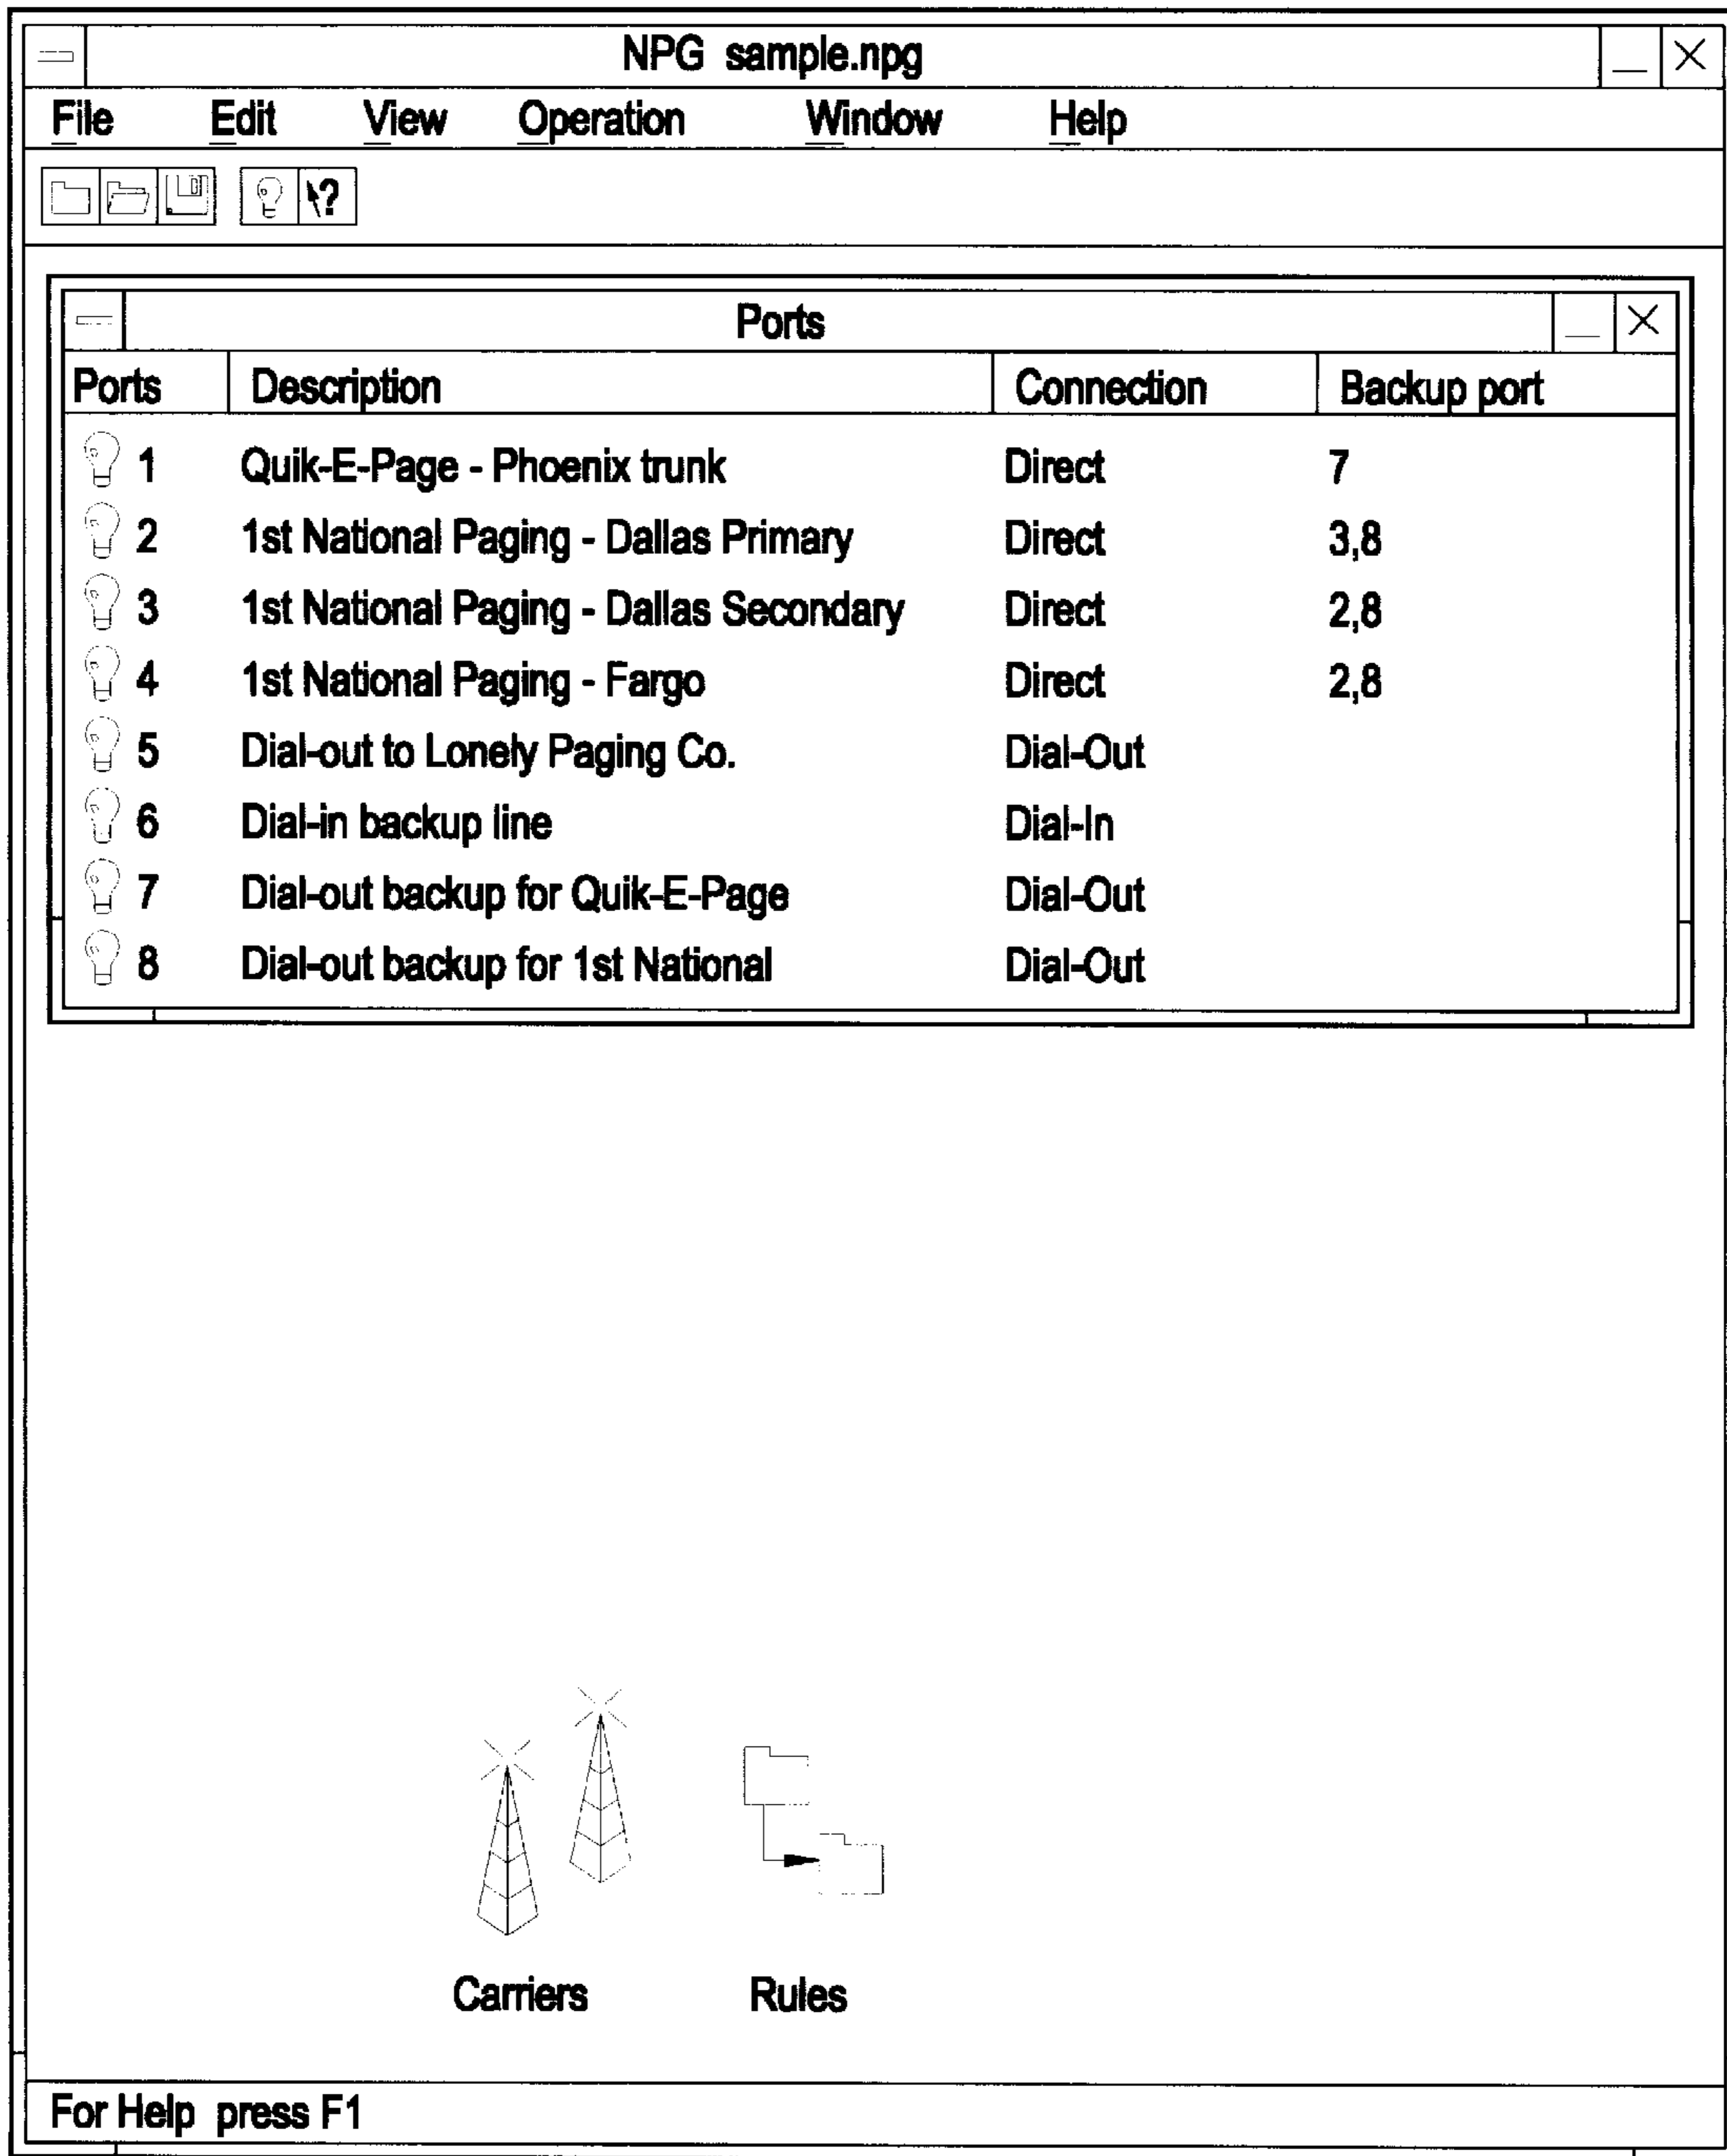 NPG sample.npg
File Edit View Operation Window Help
?
Ports
Ports Description Connection Backup port
1 Quik-E-Page - Phoenix trunk Direct 7
2 1st National Paging - Dallas Primary Direct 3,8
3 1st National Paging - Dallas Secondary Direct 2,8
4 1st National Paging - Fargo Direct 2,8
5 Dial-out to Lonely Paging Co. Dial-Out
6 Dial-in backup line Dial-In
7 Dial-out backup for Quik-E-Page Dial-Out
8 Dial-out backup for 1st National Dial-Out
Carriers Rules
For Help press F1